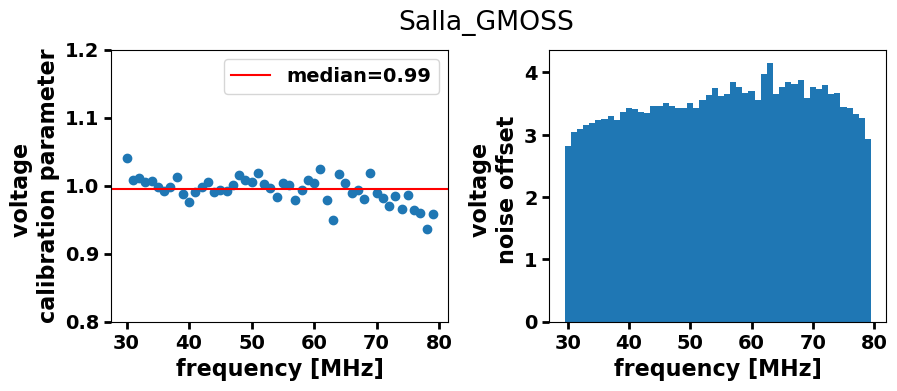 Salla_GMOSS
voltage
calibration parameter
1.2
1.1
1.0
0.9
0.8
median=0.99
30 40 50 60 70 80
frequency [MHz]
voltage
noise offset
4
3
2
1
0
30 40 50 60 70 80
frequency [MHz]